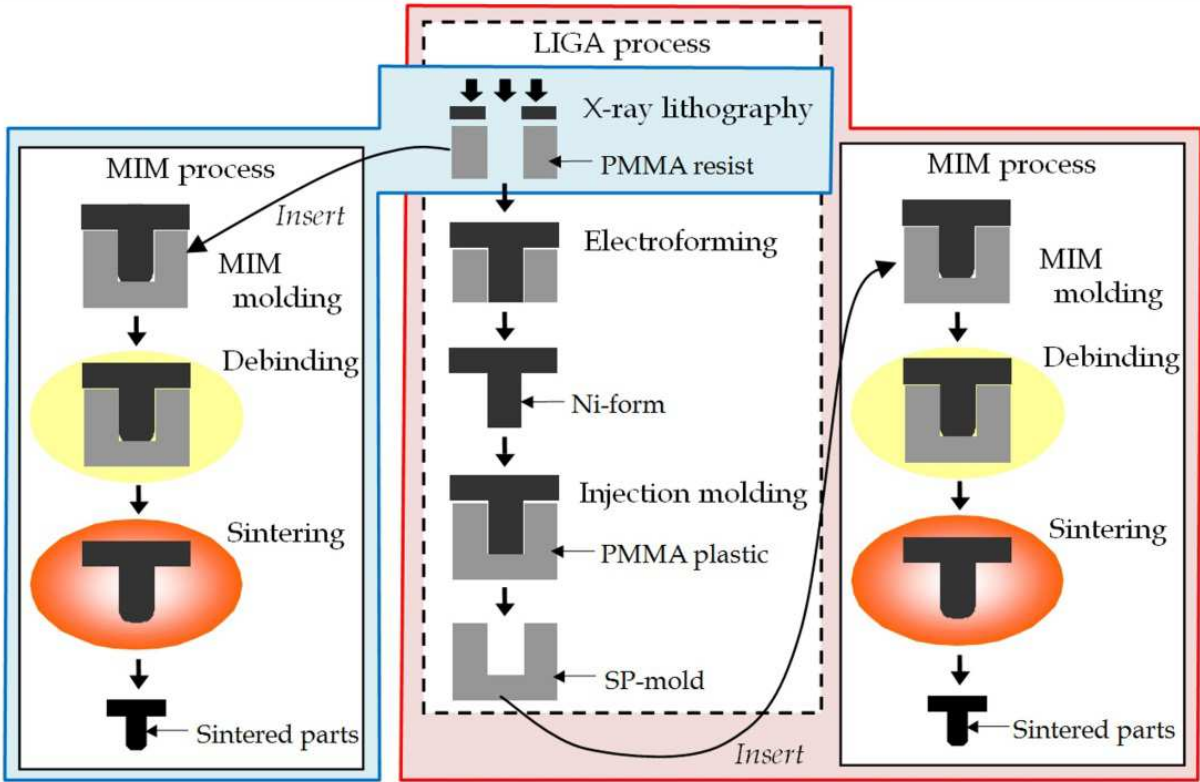 LIGA process
X-ray lithography
PMMA resist
Electroforming
Ni-form
Injection molding
PMMA plastic
SP-mold
MIM process
Insert
MIM
molding
Debinding
Sintering
Sintered parts
MIM process
MIM
molding
Debinding
Sintering
Sintered parts
Insert